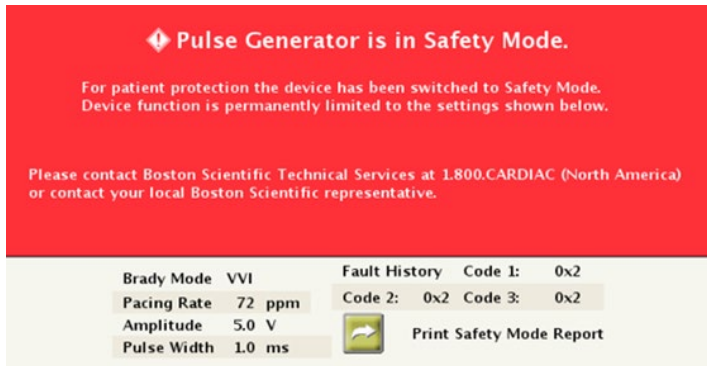 Pulse Generator is in Safety Mode.
For patient protection the device has been switched to Safety Mode.
Device function is permanently limited to the settings shown below.
Please contact Boston Scientific Technical Services at 1.800.CARDIAC (North America)
or contact your local Boston Scientific representative.
Brady Mode VVI
Pacing Rate 72 ppm
Amplitude 5.0 V
Pulse Width 1.0 ms
Fault History Code 1: 0x2
Code 2: 0x2 Code 3: 0x2
Print Safety Mode Report